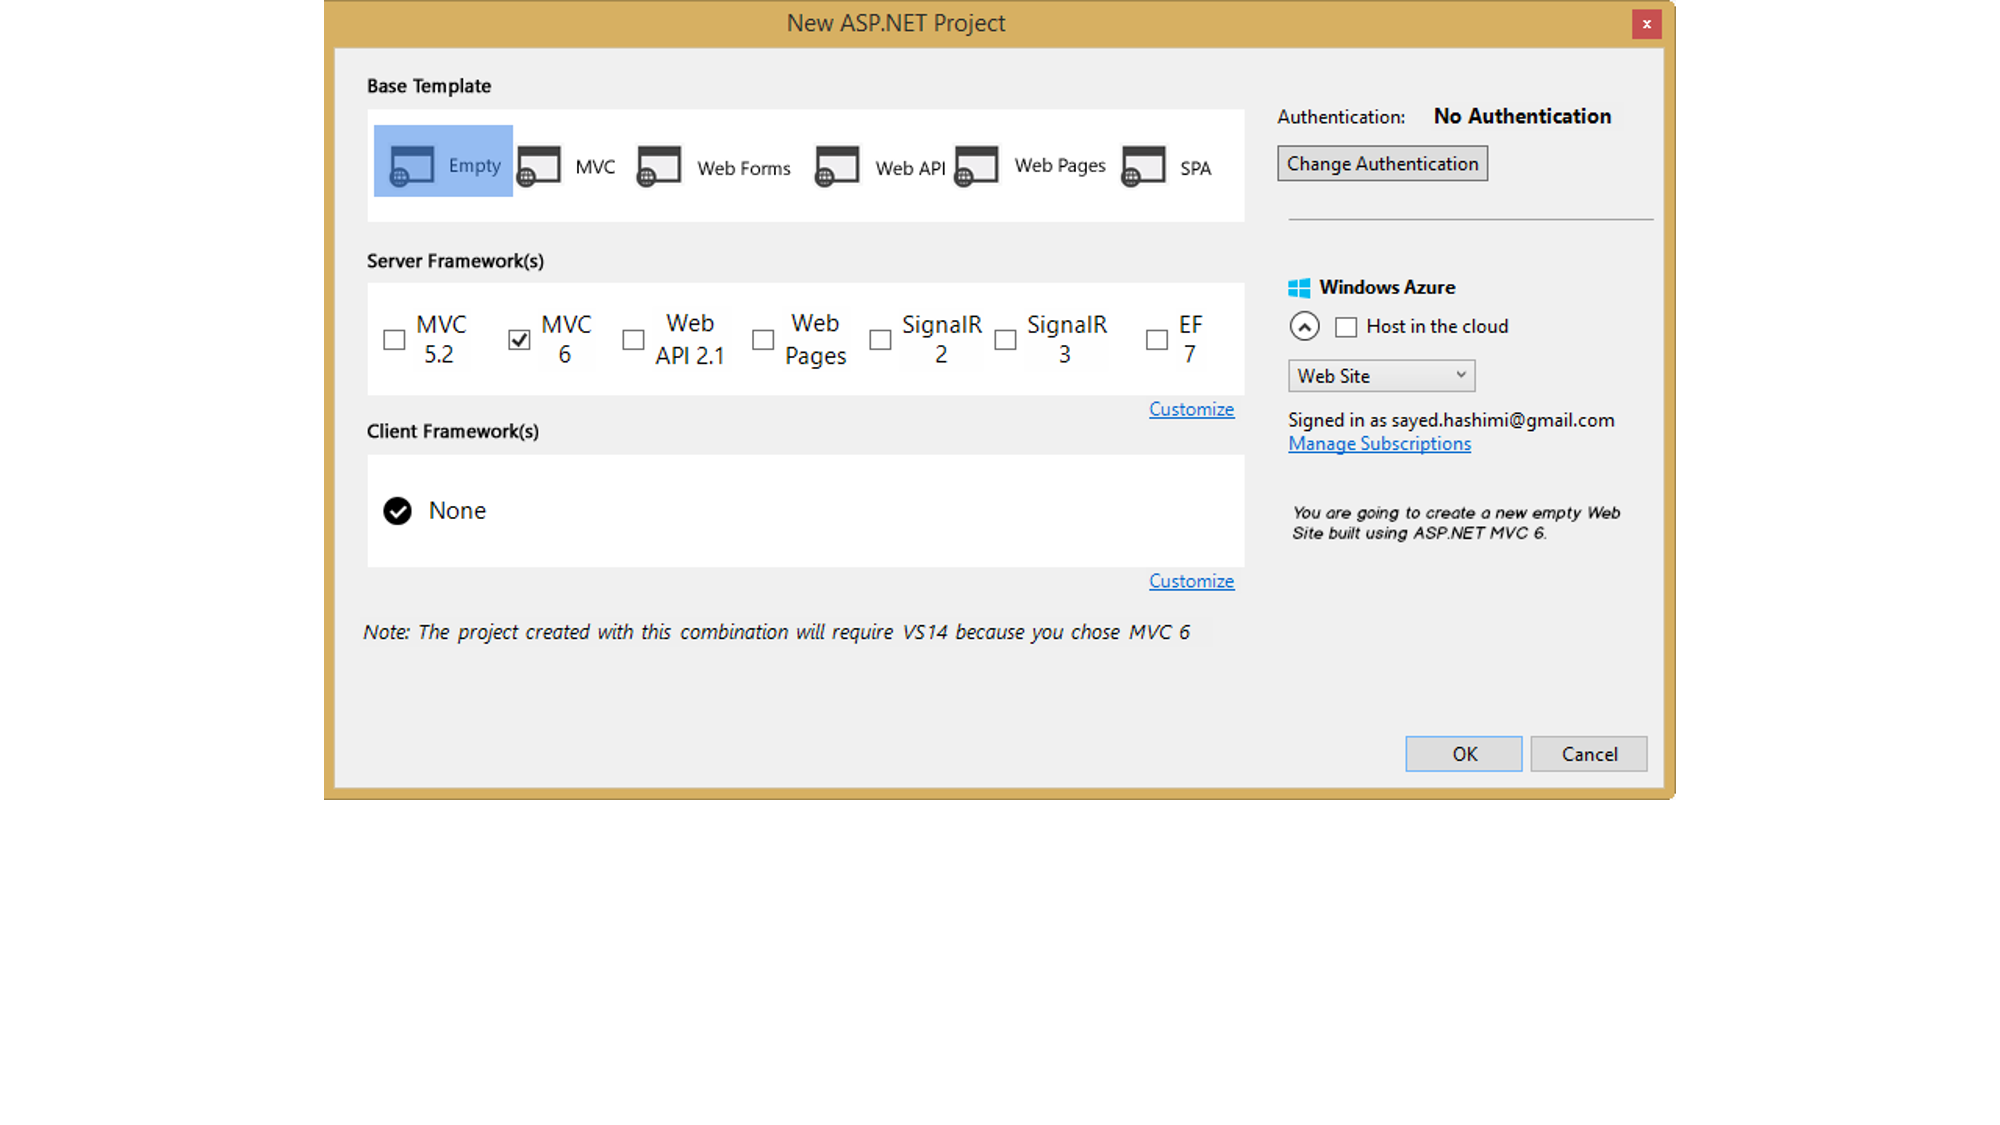 New ASP.NET Project
x
Base Template
Empty
MVC
Web Forms
Web API
Web Pages
SPA
Authentication: No Authentication
Change Authentication
Server Framework(s)
MVC
5.2
MVC
6
Web
API 2.1
Web
Pages
SignalR
2
SignalR
3
EF
7
Customize
Windows Azure
Host in the cloud
Web Site
Signed in as sayed.hashimi@gmail.com
Manage Subscriptions
Client Framework(s)
None
Customize
You are going to create a new empty Web
Site built using ASP.NET MVC 6.
Note: The project created with this combination will require VS14 because you chose MVC 6
OK
Cancel